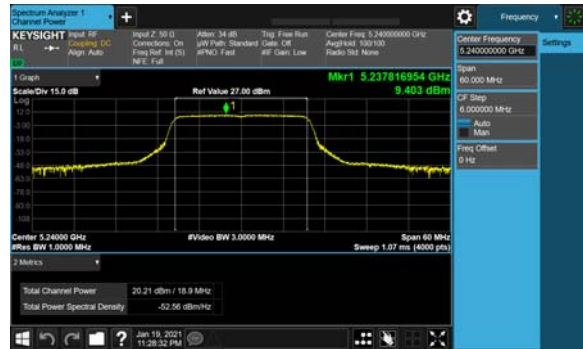 Spectrum Analyzer 1
Channel Power
Frequency
KEYSIGHT
R L
Input: RF
Coupling: DC
Align: Auto
Input Z: 50 Ω
Corrections: On
Freq Ref: Int (S)
NFE: Full
Atten: 34 dB
µW Path: Standard
#PNO: Fast
Trig: Free Run
Gate: Off
#IF Gain: Low
Center Freq: 5.240000000 GHz
Avg|Hold: 100/100
Radio Std: None
Center Frequency
5.240000000 GHz
Settings
Span
60.000 MHz
CF Step
6.000000 MHz
Auto
Man
Freq Offset
0 Hz
1 Graph
Scale/Div 15.0 dB
Ref Value 27.00 dBm
Mkr1 5.237816954 GHz
9.403 dBm
Log
12.0
-3.00
-18.0
-33.0
-48.0
-63.0
-78.0
-93.0
-108
1
Center 5.24000 GHz
#Video BW 3.0000 MHz
Span 60 MHz
#Res BW 1.0000 MHz
Sweep 1.07 ms (4000 pts)
2 Metrics
Total Channel Power 20.21 dBm / 18.9 MHz
Total Power Spectral Density -52.56 dBm/Hz
Jan 19, 2021
11:28:32 PM